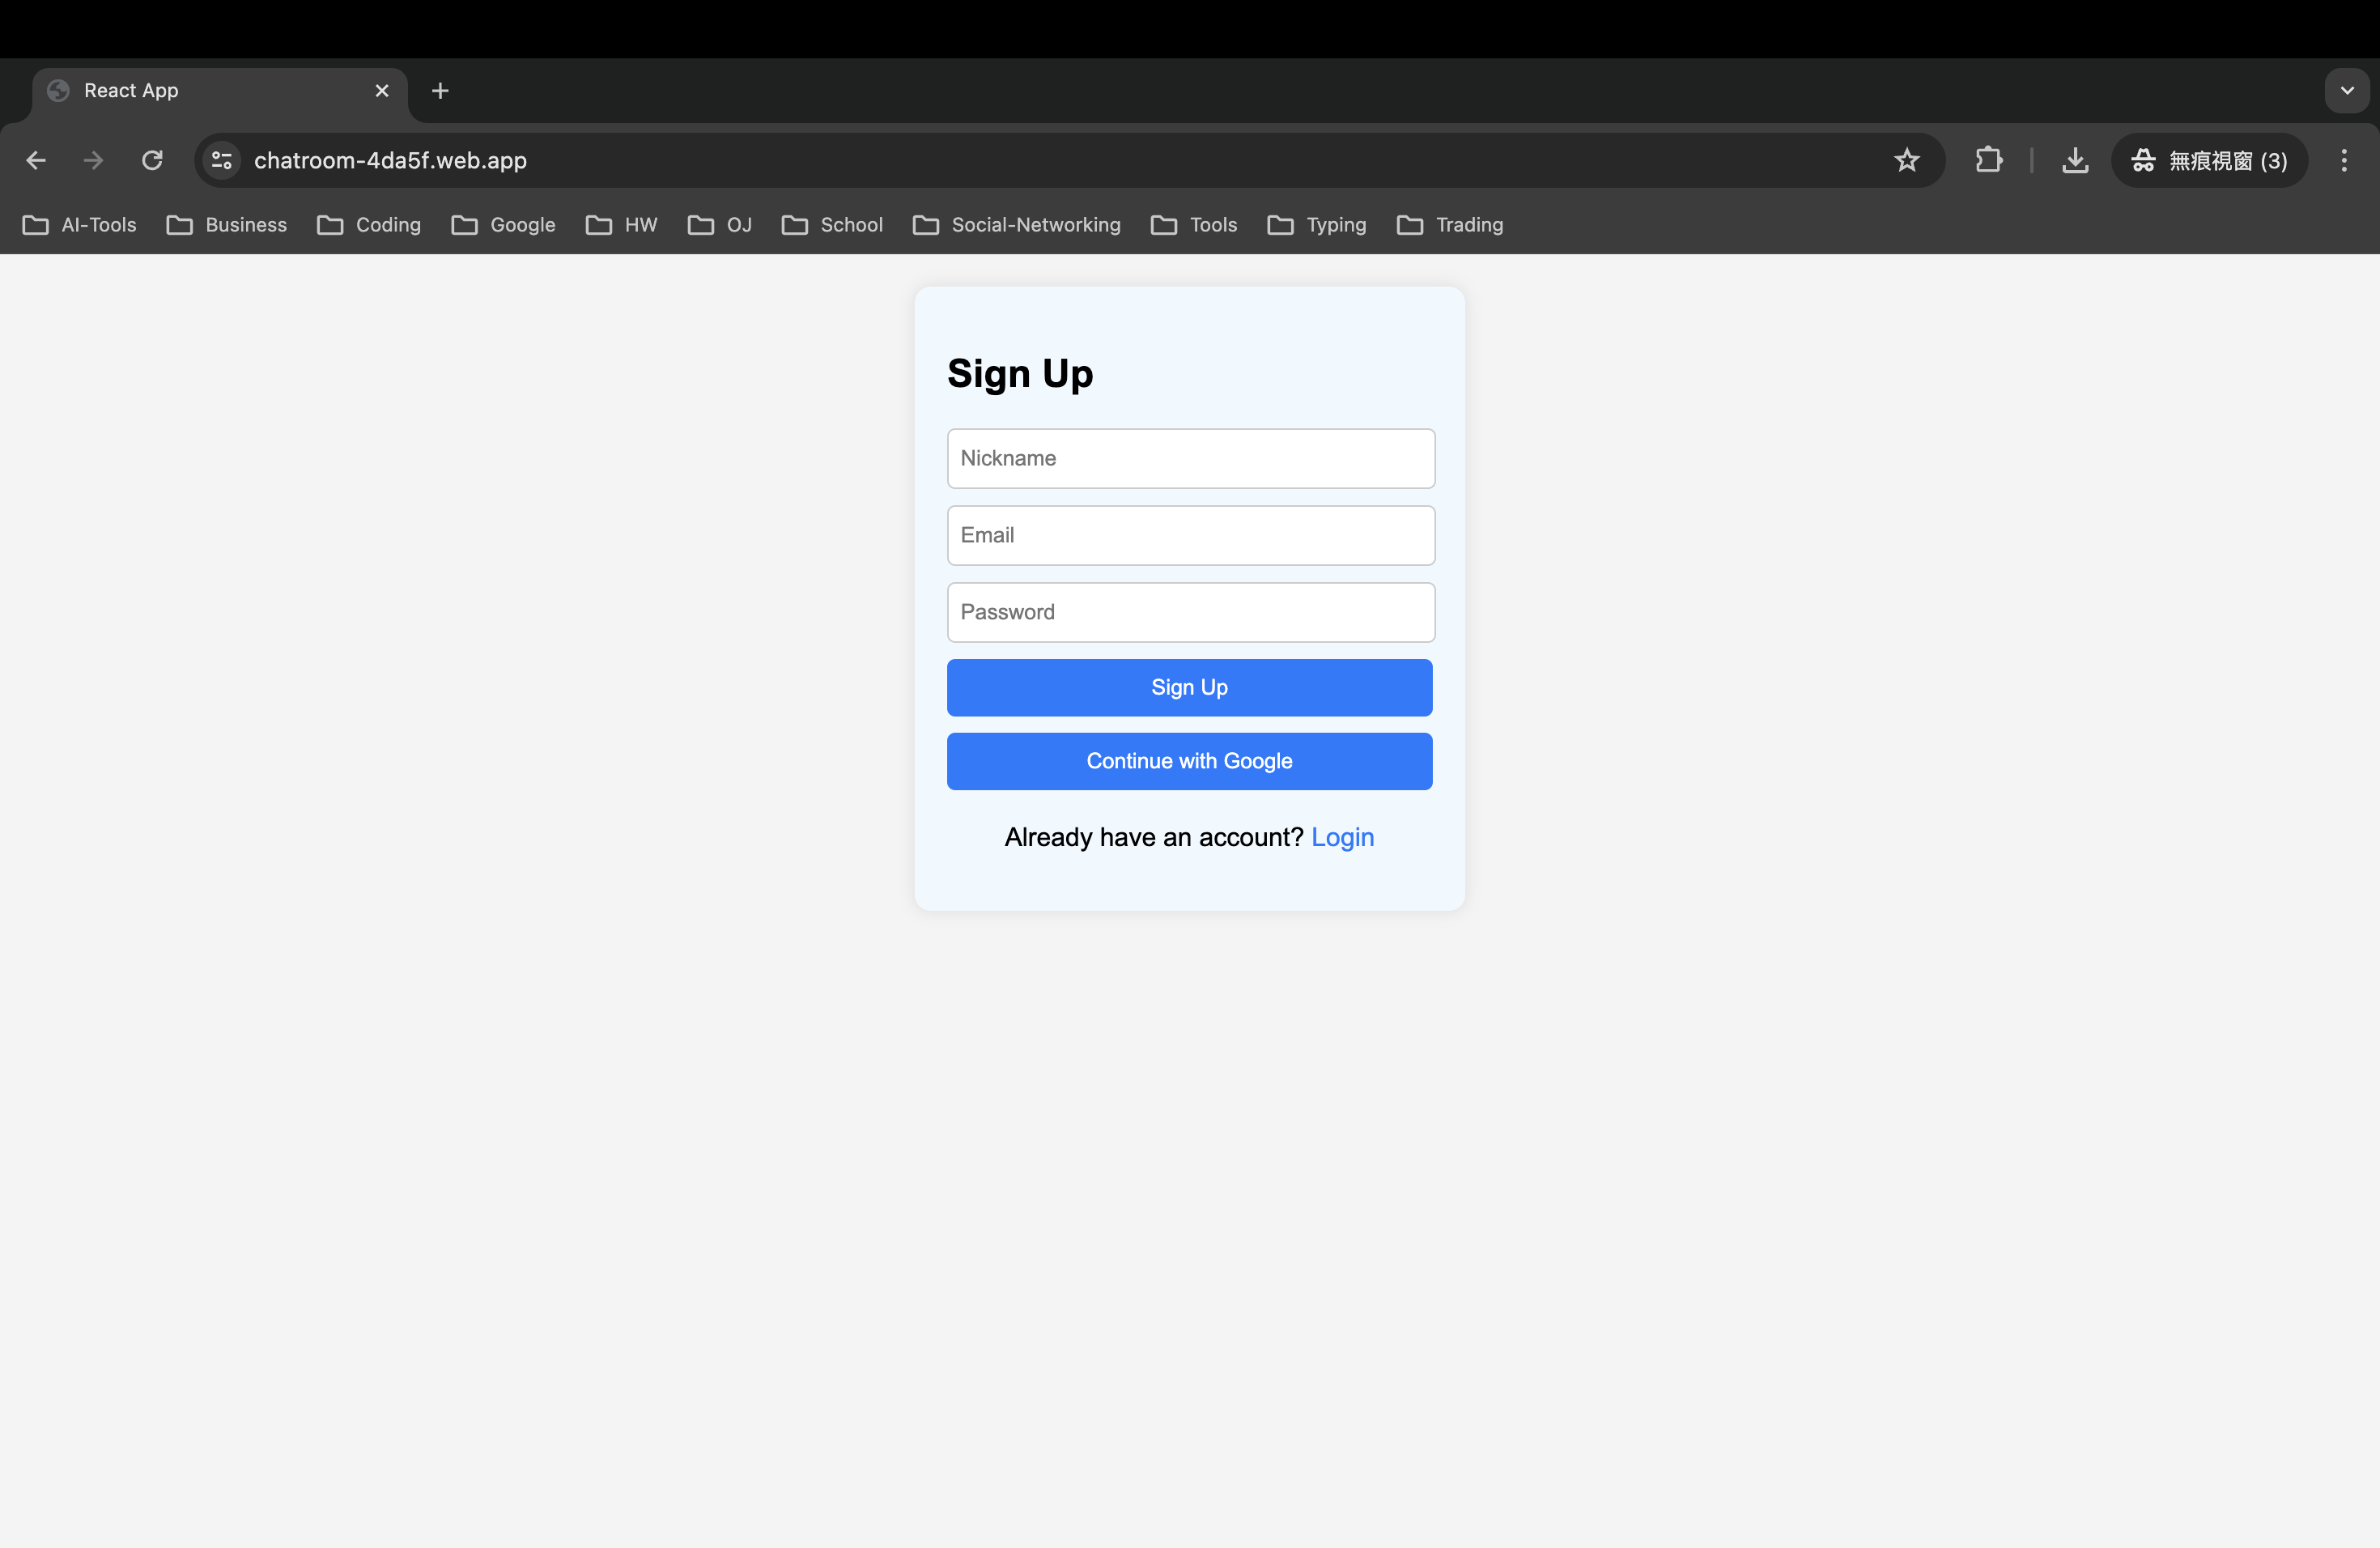 React App
chatroom-4da5f.web.app
無痕視窗 (3)
AI-Tools Business Coding Google HW OJ School Social-Networking Tools Typing Trading
Sign Up
Nickname
Email
Password
Sign Up
Continue with Google
Already have an account? Login